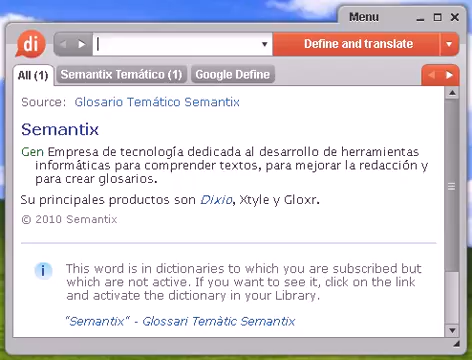 Menu
di
Define and translate
All (1)
Semantix Temático (1)
Google Define
Source: Glosario Temático Semantix
Semantix
Gen Empresa de tecnología dedicada al desarrollo de herramientas
informáticas para comprender textos, para mejorar la redacción y
para crear glosarios.
Su principales producto son Dixio, Xtyle y Gloxr.
© 2010 Semantix
This word is in dictionaries to which you are subscribed but
which are not active. If you want to see it, click on the link
and activate the dictionary in your Library.
"Semantix" - Glossari Temàtic Semantix